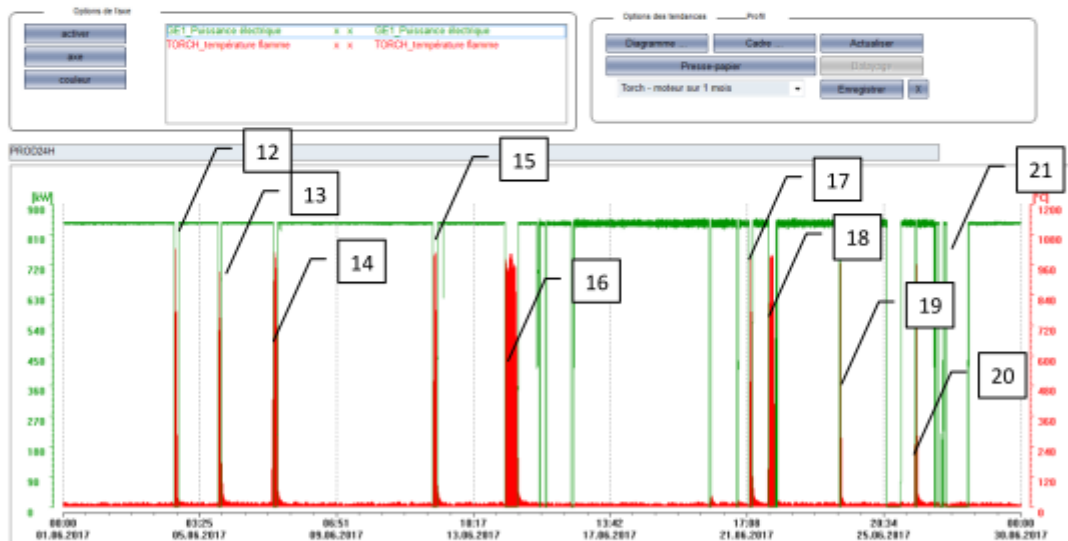 Options de l'axe
activer
axe
couleur
GE1_Puissance électrique x x GE1_Puissance électrique
TORCH_température flamme x x TORCH_température flamme
Options des tendances
Profil
Diagramme ...
Cadre ...
Actualiser
Presse-papier
Torch - moteur sur 1 mois
Enregistrer
X
PROD24H
12
13
14
15
16
17
18
19
20
21
[kW]
900
810
720
630
540
450
360
270
180
90
0
[°C]
1200
1080
960
840
720
600
480
360
240
120
0
00:00 03:25 06:51 10:17 13:42 17:08 20:34 00:00
01.06.2017 05.06.2017 09.06.2017 13.06.2017 17.06.2017 21.06.2017 25.06.2017 30.06.2017